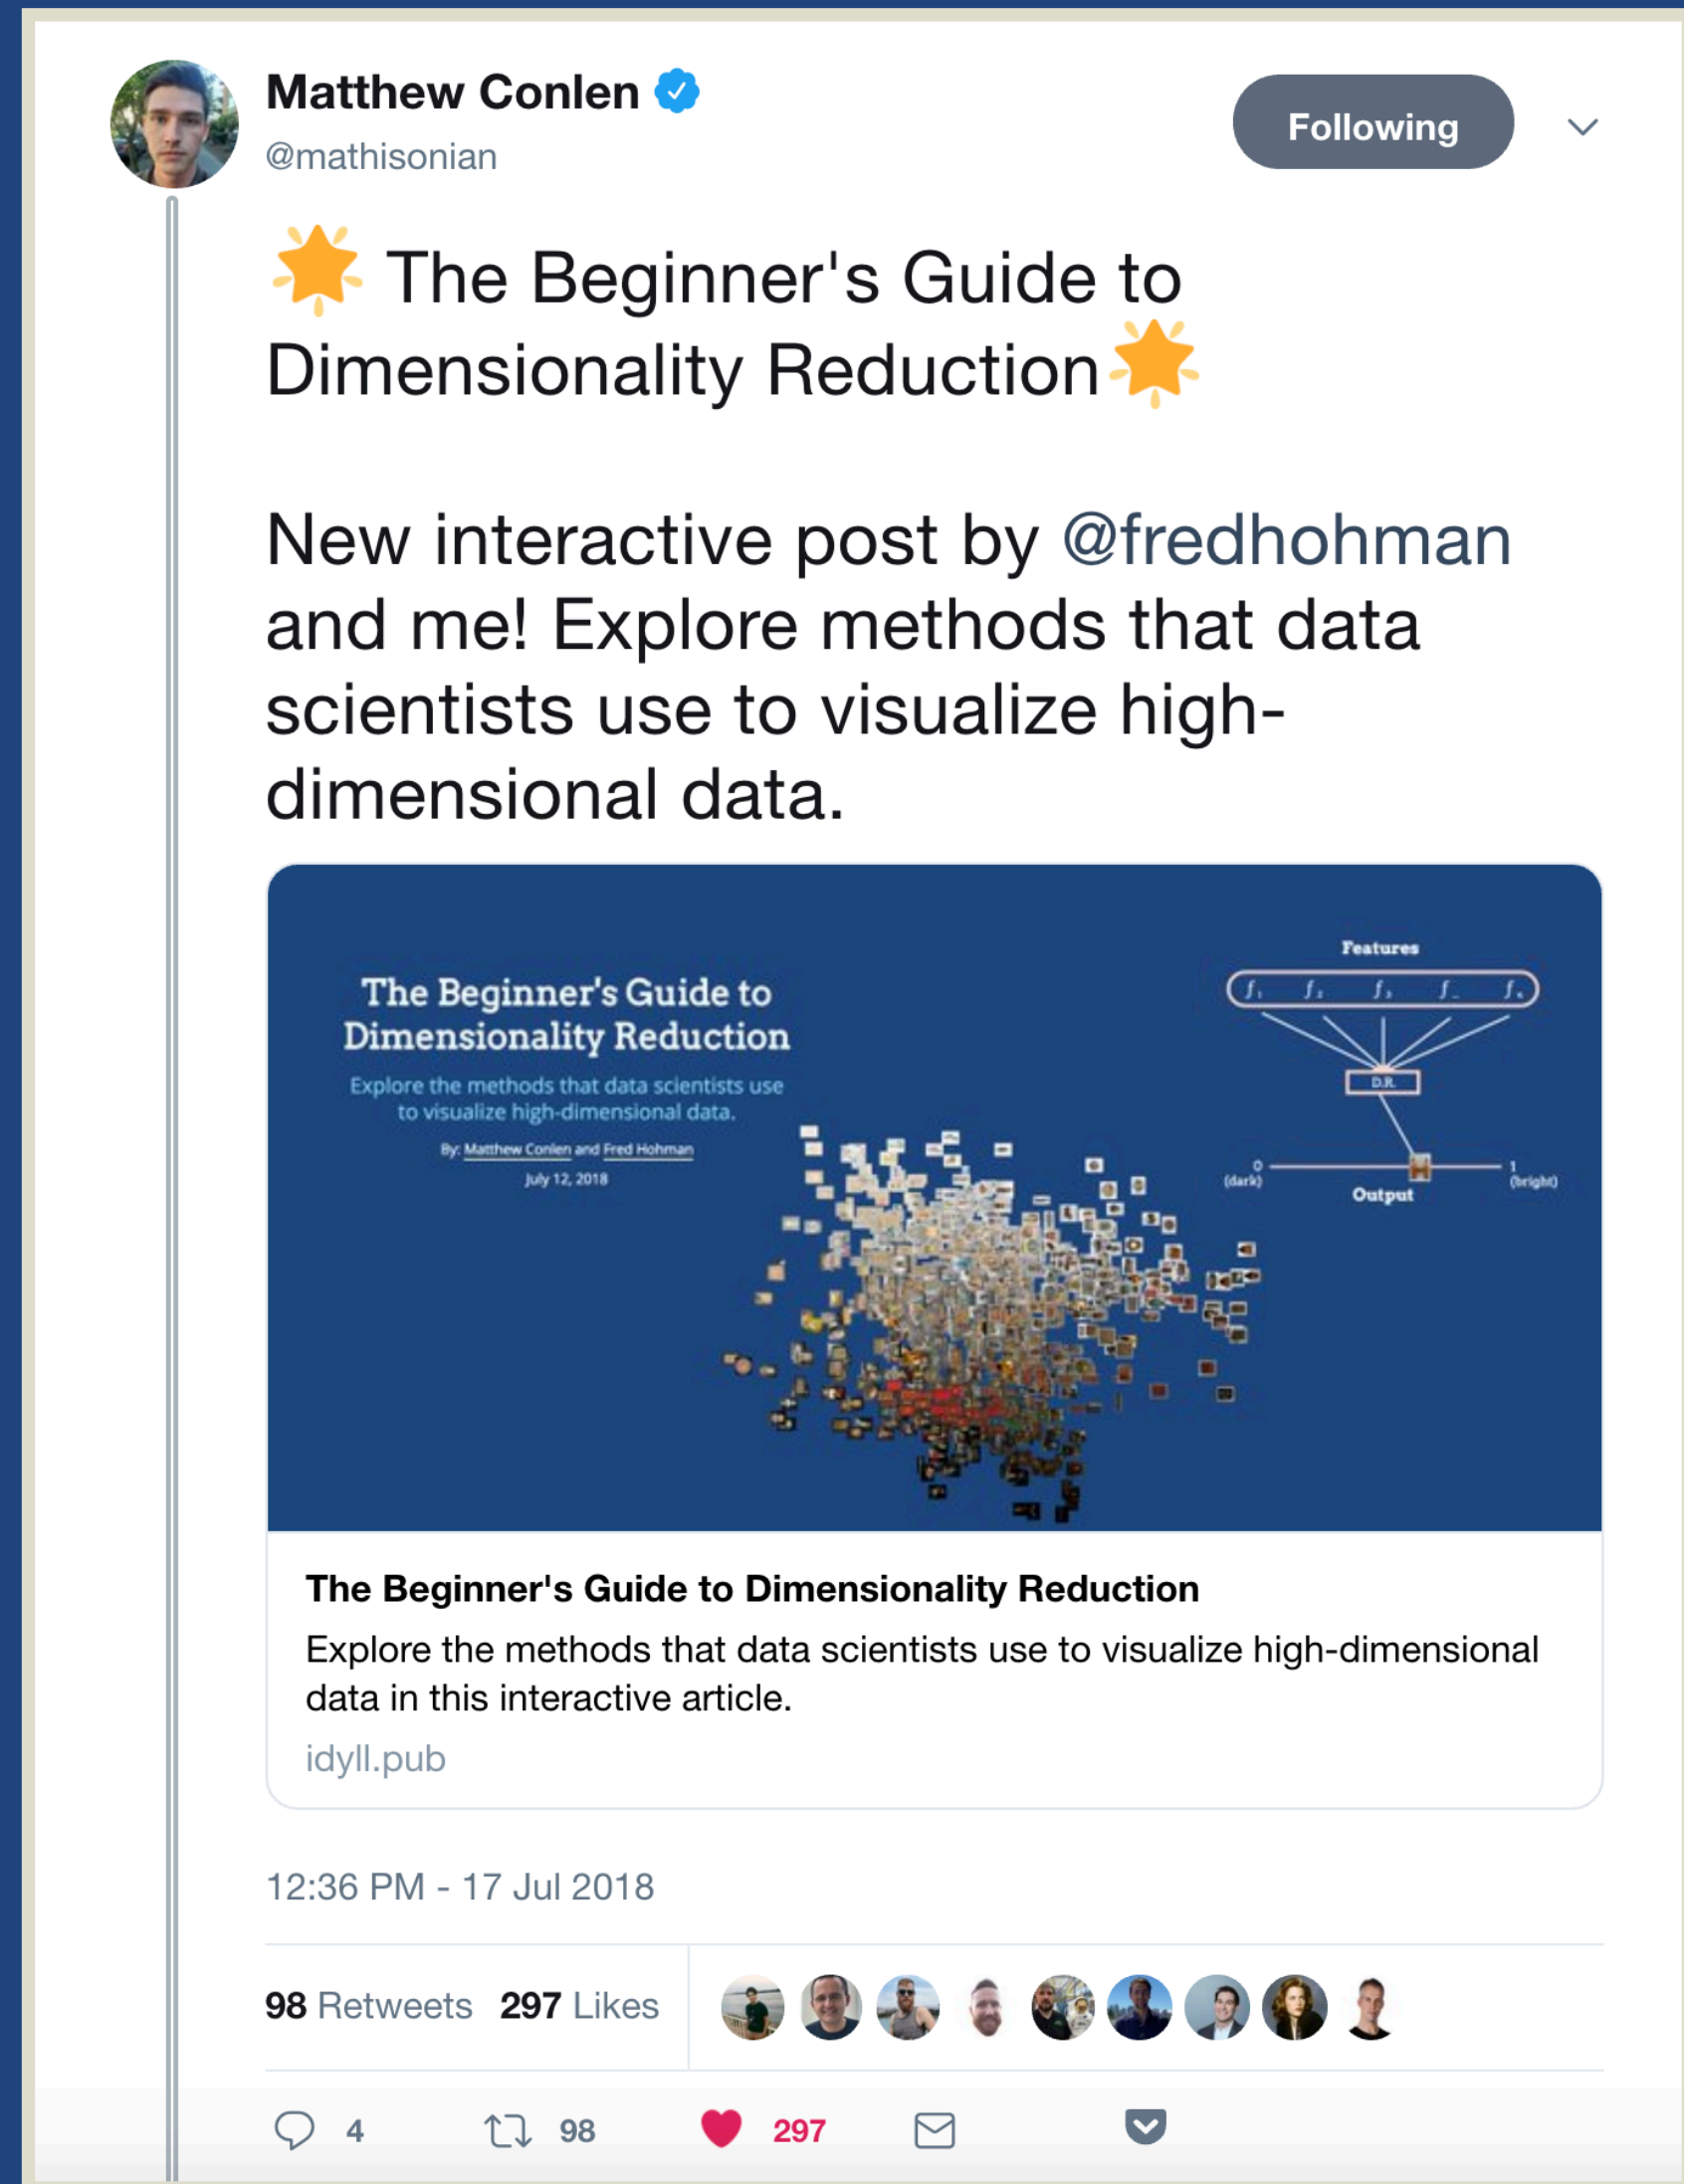 Matthew Conlen
@mathisonian
Following
The Beginner's Guide to
Dimensionality Reduction
New interactive post by @fredhohman
and me! Explore methods that data
scientists use to visualize high-
dimensional data.
The Beginner's Guide to
Dimensionality Reduction
Explore the methods that data scientists use
to visualize high-dimensional data.
By: Matthew Conlen and Fred Hohman
July 12, 2018
Features
f₁ f₂ f₃
D.R.
0 1
(dark) (bright)
Output
The Beginner's Guide to Dimensionality Reduction
Explore the methods that data scientists use to visualize high-dimensional
data in this interactive article.
idyll.pub
12:36 PM - 17 Jul 2018
98 Retweets 297 Likes
4 98 297